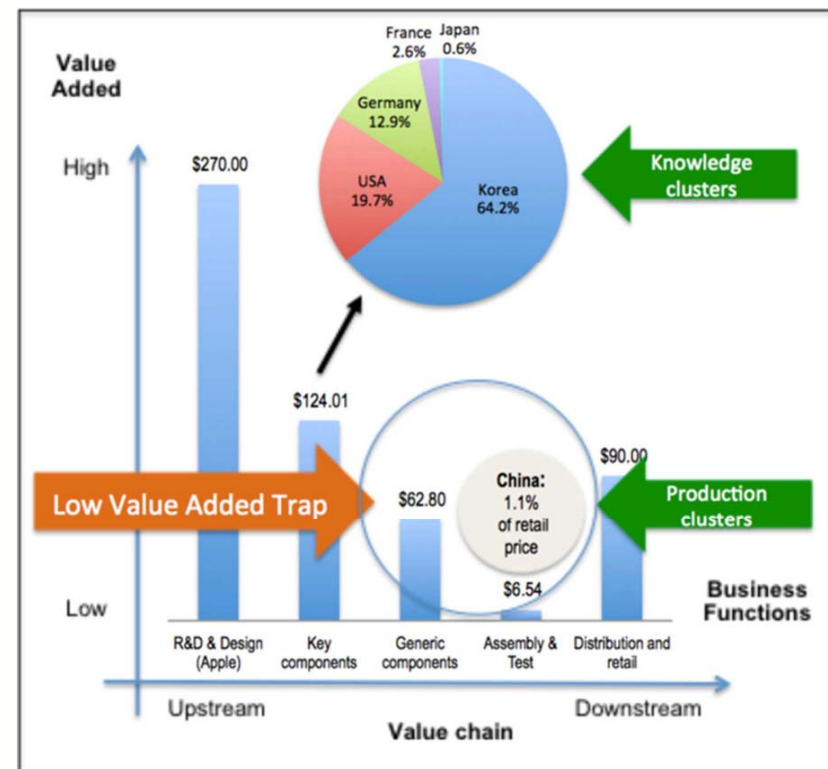 Value
Added
High
Low
France
2.6%
Japan
0.6%
Germany
12.9%
USA
19.7%
Korea
64.2%
Knowledge
clusters
$270.00
$124.01
$62.80
$6.54
$90.00
Low Value Added Trap
China:
1.1%
of retail
price
Production
clusters
Business
Functions
R&D & Design
(Apple)
Key
components
Generic
components
Assembly &
Test
Distribution and
retail
Upstream
Downstream
Value chain